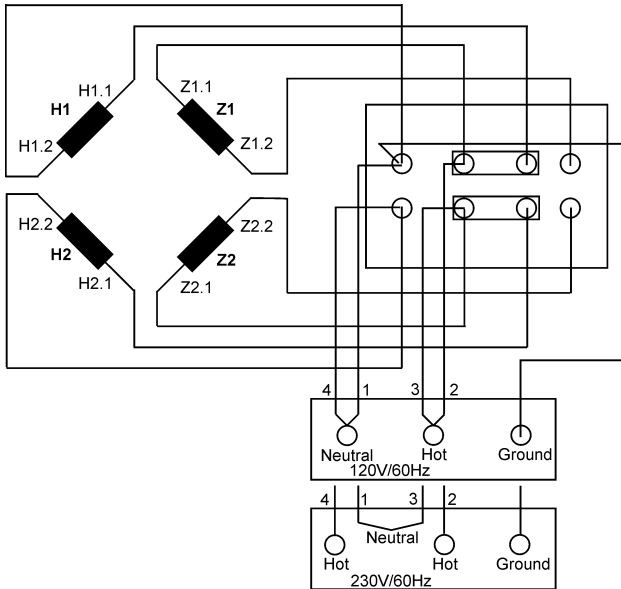 H1.1
Z1.1
H1
Z1
H1.2
Z1.2
H2.2
Z2.2
H2
Z2
H2.1
Z2.1
4 1 3 2
Neutral Hot Ground
120V/60Hz
4 1 3 2
Neutral
Hot Hot Ground
230V/60Hz